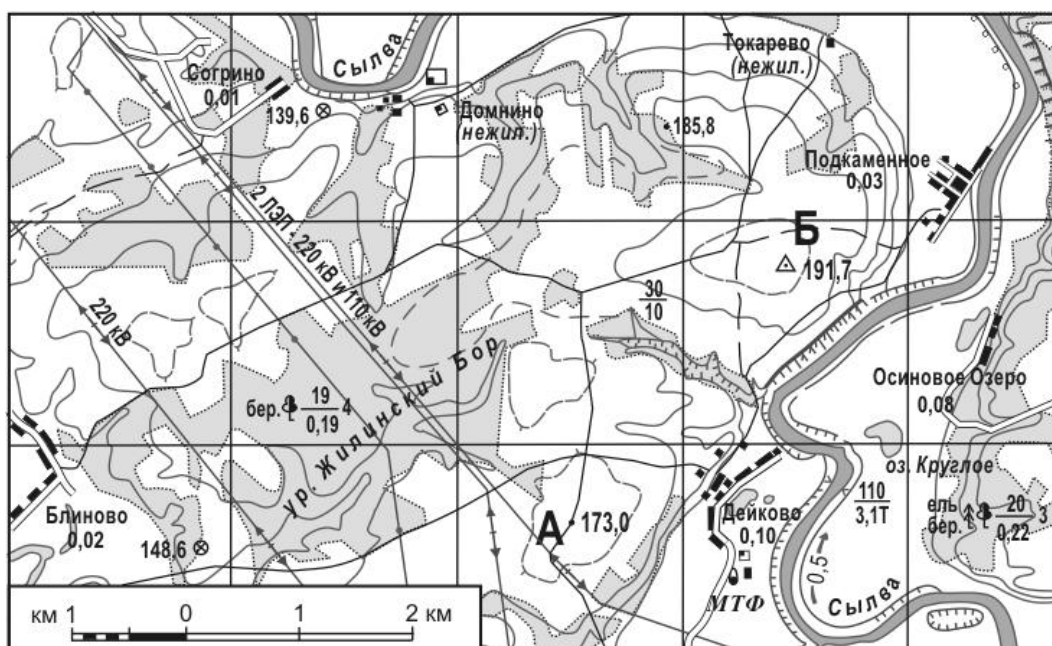 Сылва
Токарево
(нежил.)
Согрино
0,01
139,6
Домнино
(нежил.)
185,8
Подкаменное
0,03
2 ЛЭП - 220 кВ и 110 кВ
Б
191,7
220 кВ
30
10
ур. Жилинский Бор
бер. 19 4
0,19
Осиновое Озеро
0,08
оз. Круглое
Блиново
0,02
148,6
А
173,0
Дейково
0,10
110
3,1Т
ель
бер.
20 3
0,22
0,5
МТФ
Сылва
км 1 0 2 км